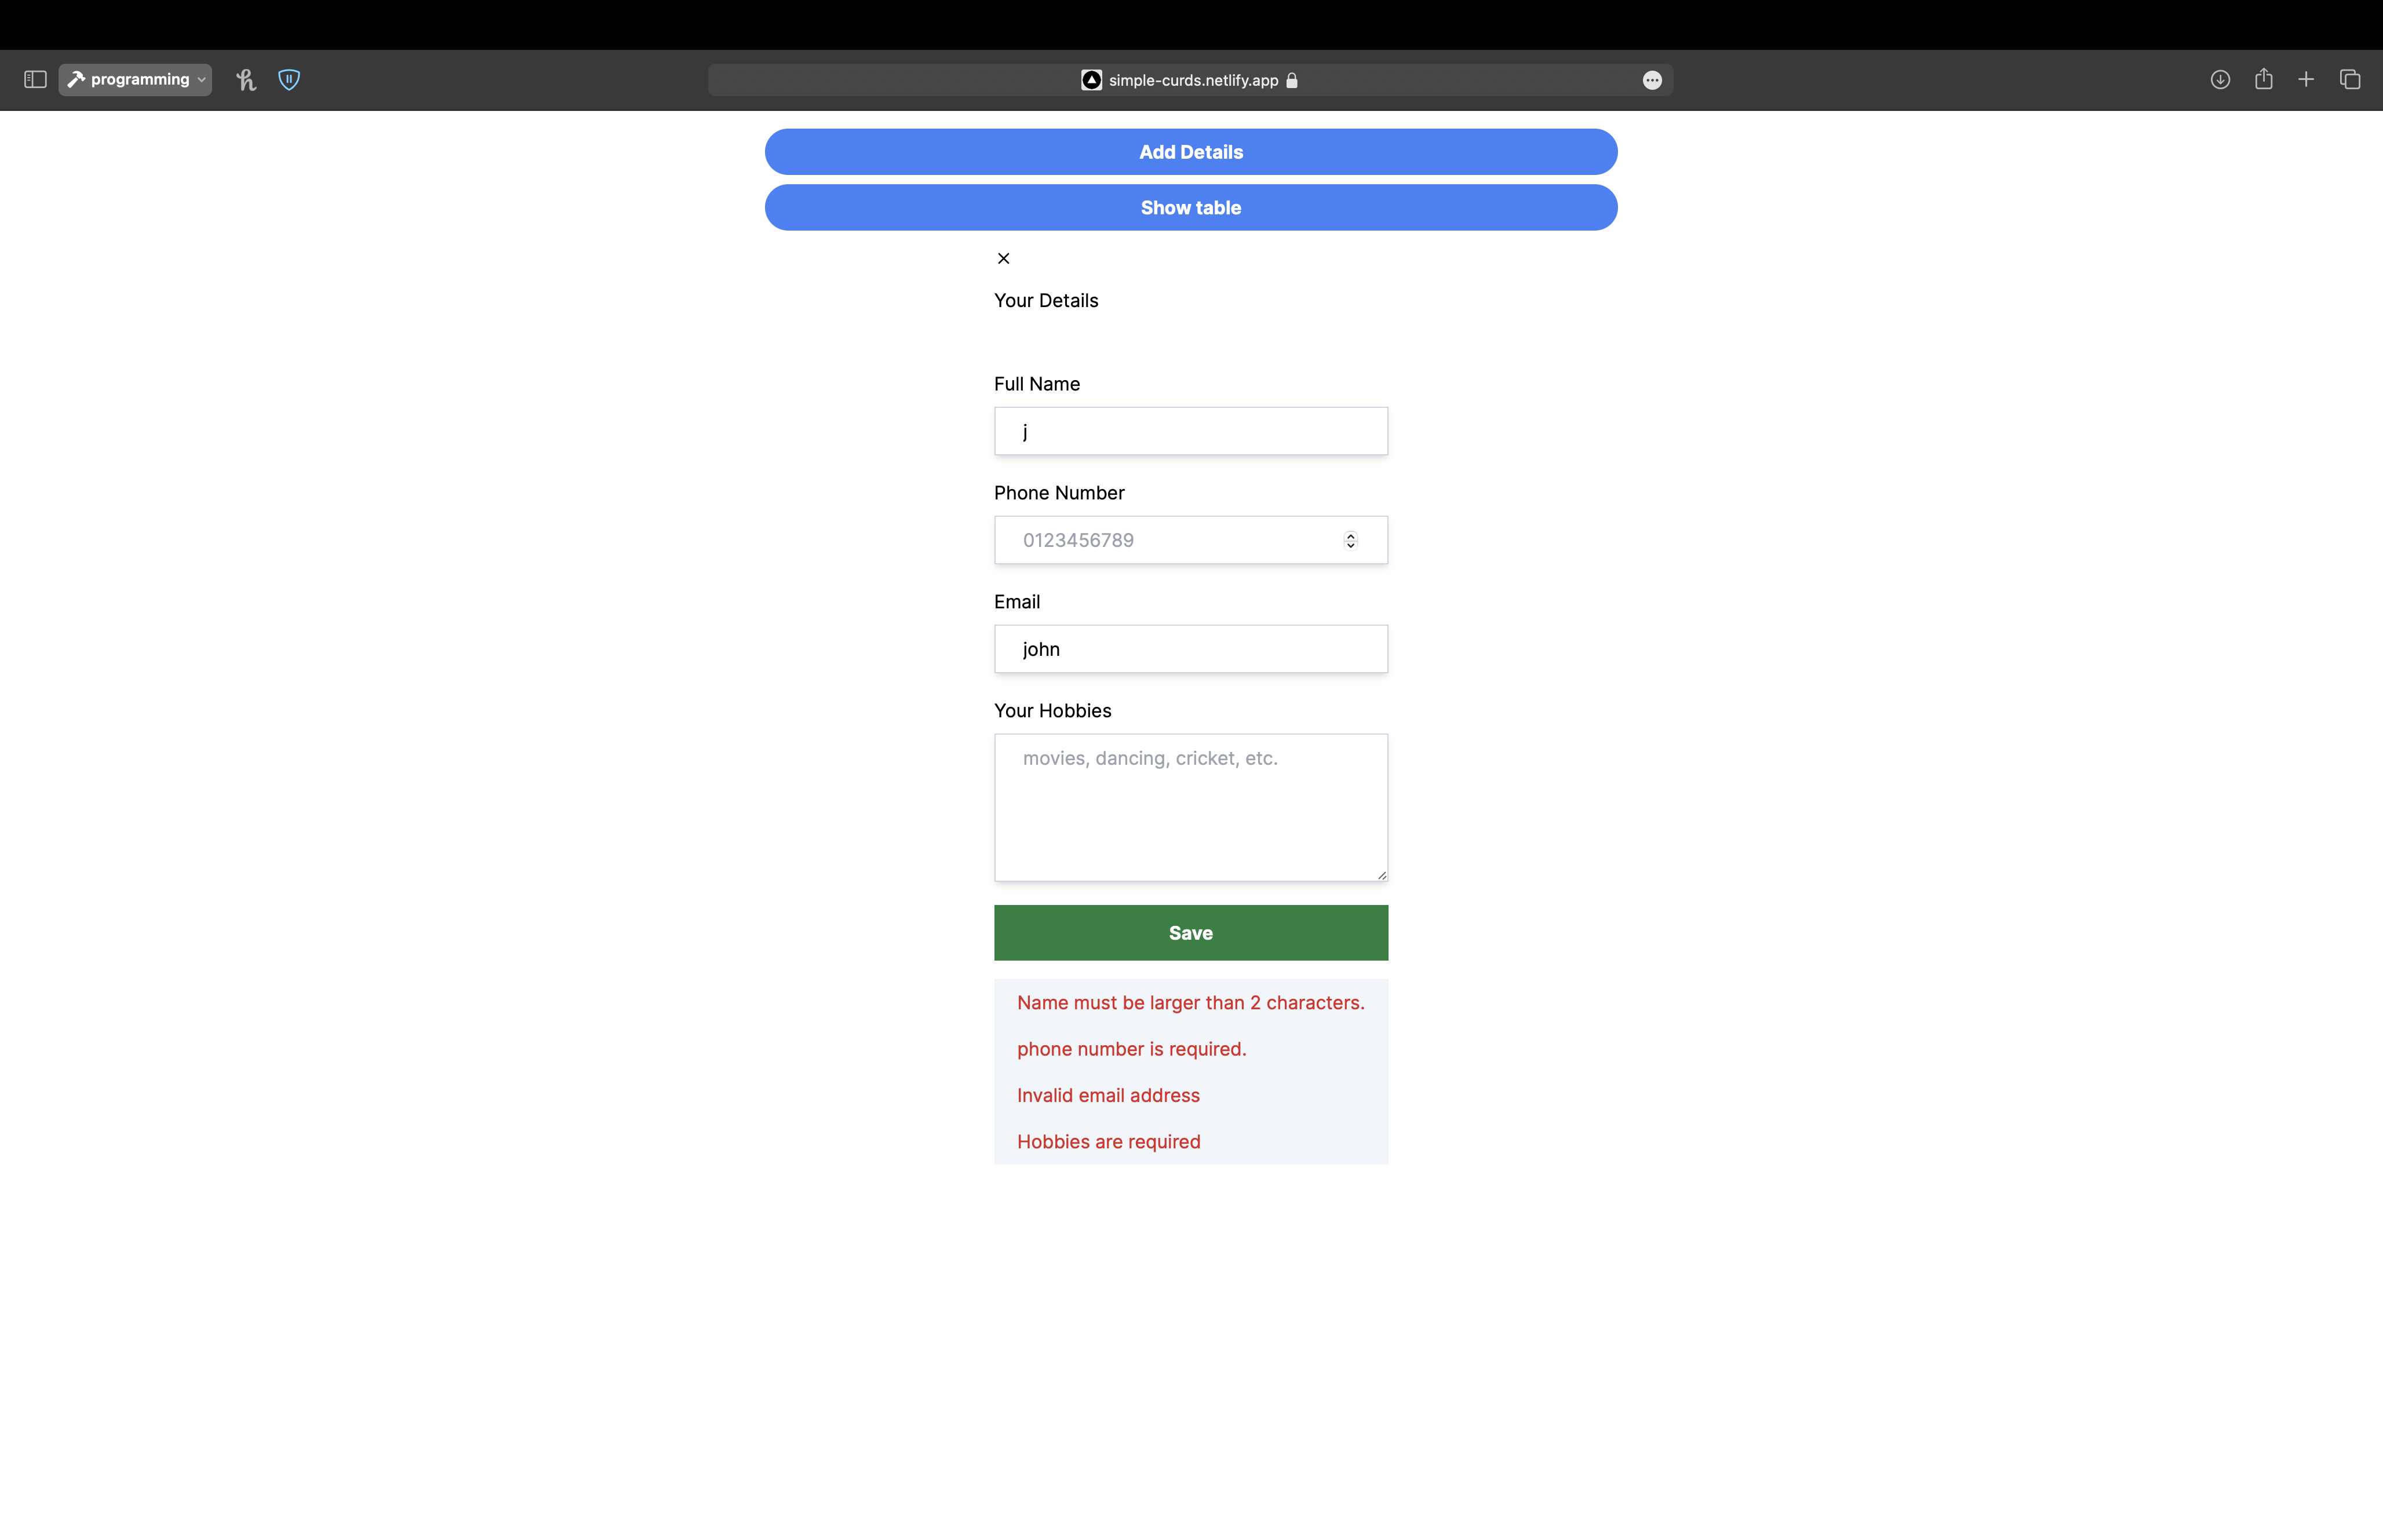 programming
simple-curds.netlify.app
Add Details
Show table
Your Details
Full Name
j
Phone Number
0123456789
Email
john
Your Hobbies
movies, dancing, cricket, etc.
Save
Name must be larger than 2 characters.
phone number is required.
Invalid email address
Hobbies are required